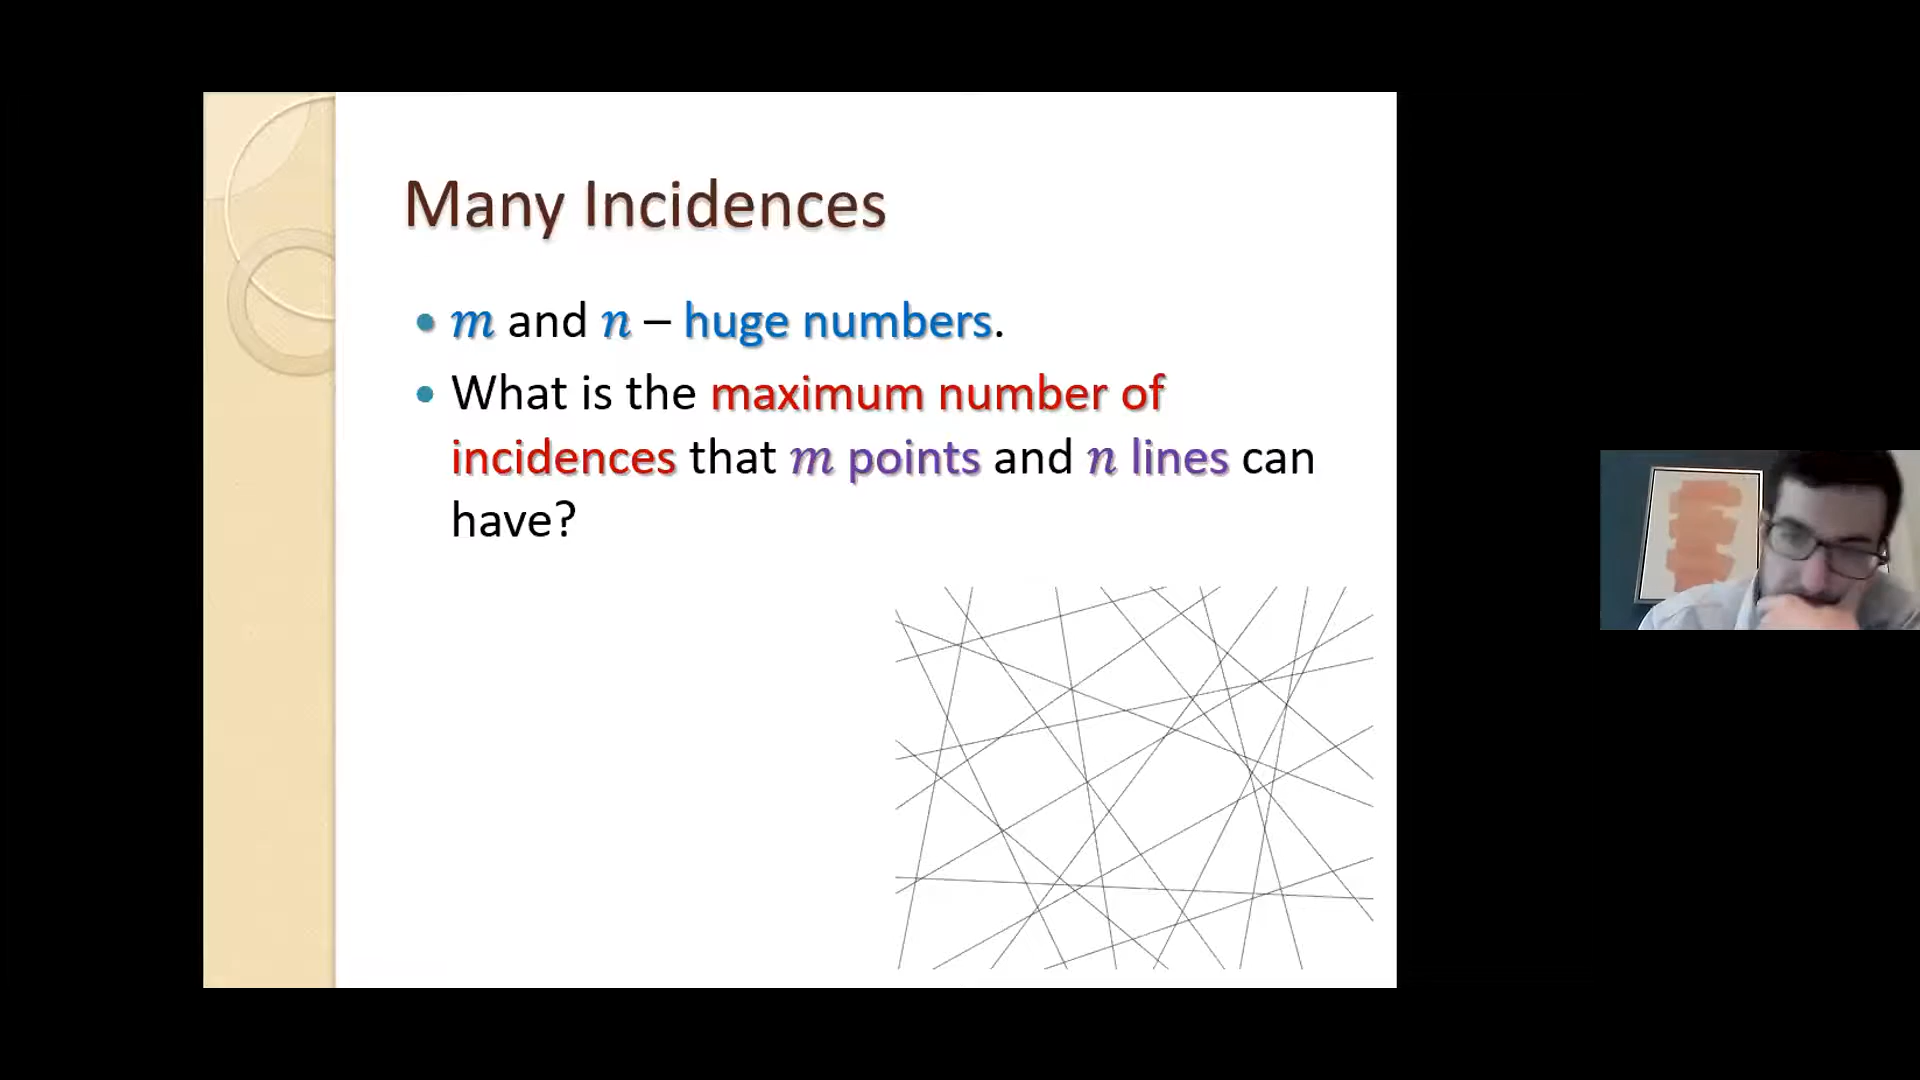 Many Incidences
• m and n – huge numbers.
• What is the maximum number of
incidences that m points and n lines can
have?